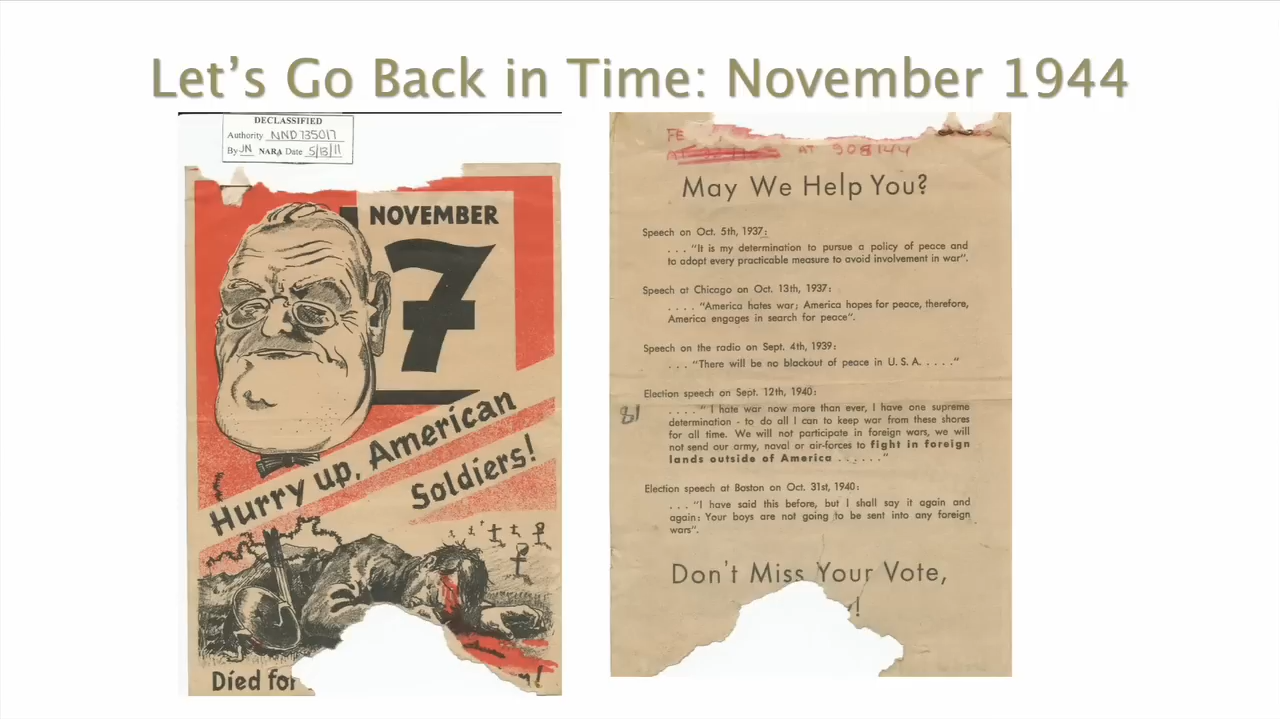 Let's Go Back in Time: November 1944
DECLASSIFIED
Authority NND 735017
By JN NARA Date 5/13/11
NOVEMBER
7
Hurry up, American
Soldiers!
Died for
!
FE
AT 908144
May We Help You?
Speech on Oct. 5th, 1937:
. . . "It is my determination to pursue a policy of peace and
to adopt every practicable measure to avoid involvement in war".
Speech at Chicago on Oct. 13th, 1937:
. . . . "America hates war; America hopes for peace, therefore,
America engages in search for peace".
Speech on the radio on Sept. 4th, 1939:
. . . "There will be no blackout of peace in U. S. A. . . . . ."
Election speech on Sept. 12th, 1940:
. . . . " I hate war now more than ever, I have one supreme
determination - to do all I can to keep war from these shores
for all time. We will not participate in foreign wars, we will
not send our army, naval or air-forces to fight in foreign
lands outside of America . . . . . ."
81
Election speech at Boston on Oct. 31st, 1940:
. . . "I have said this before, but I shall say it again and
again: Your boys are not going to be sent into any foreign
wars".
Don't Miss Your Vote,
!